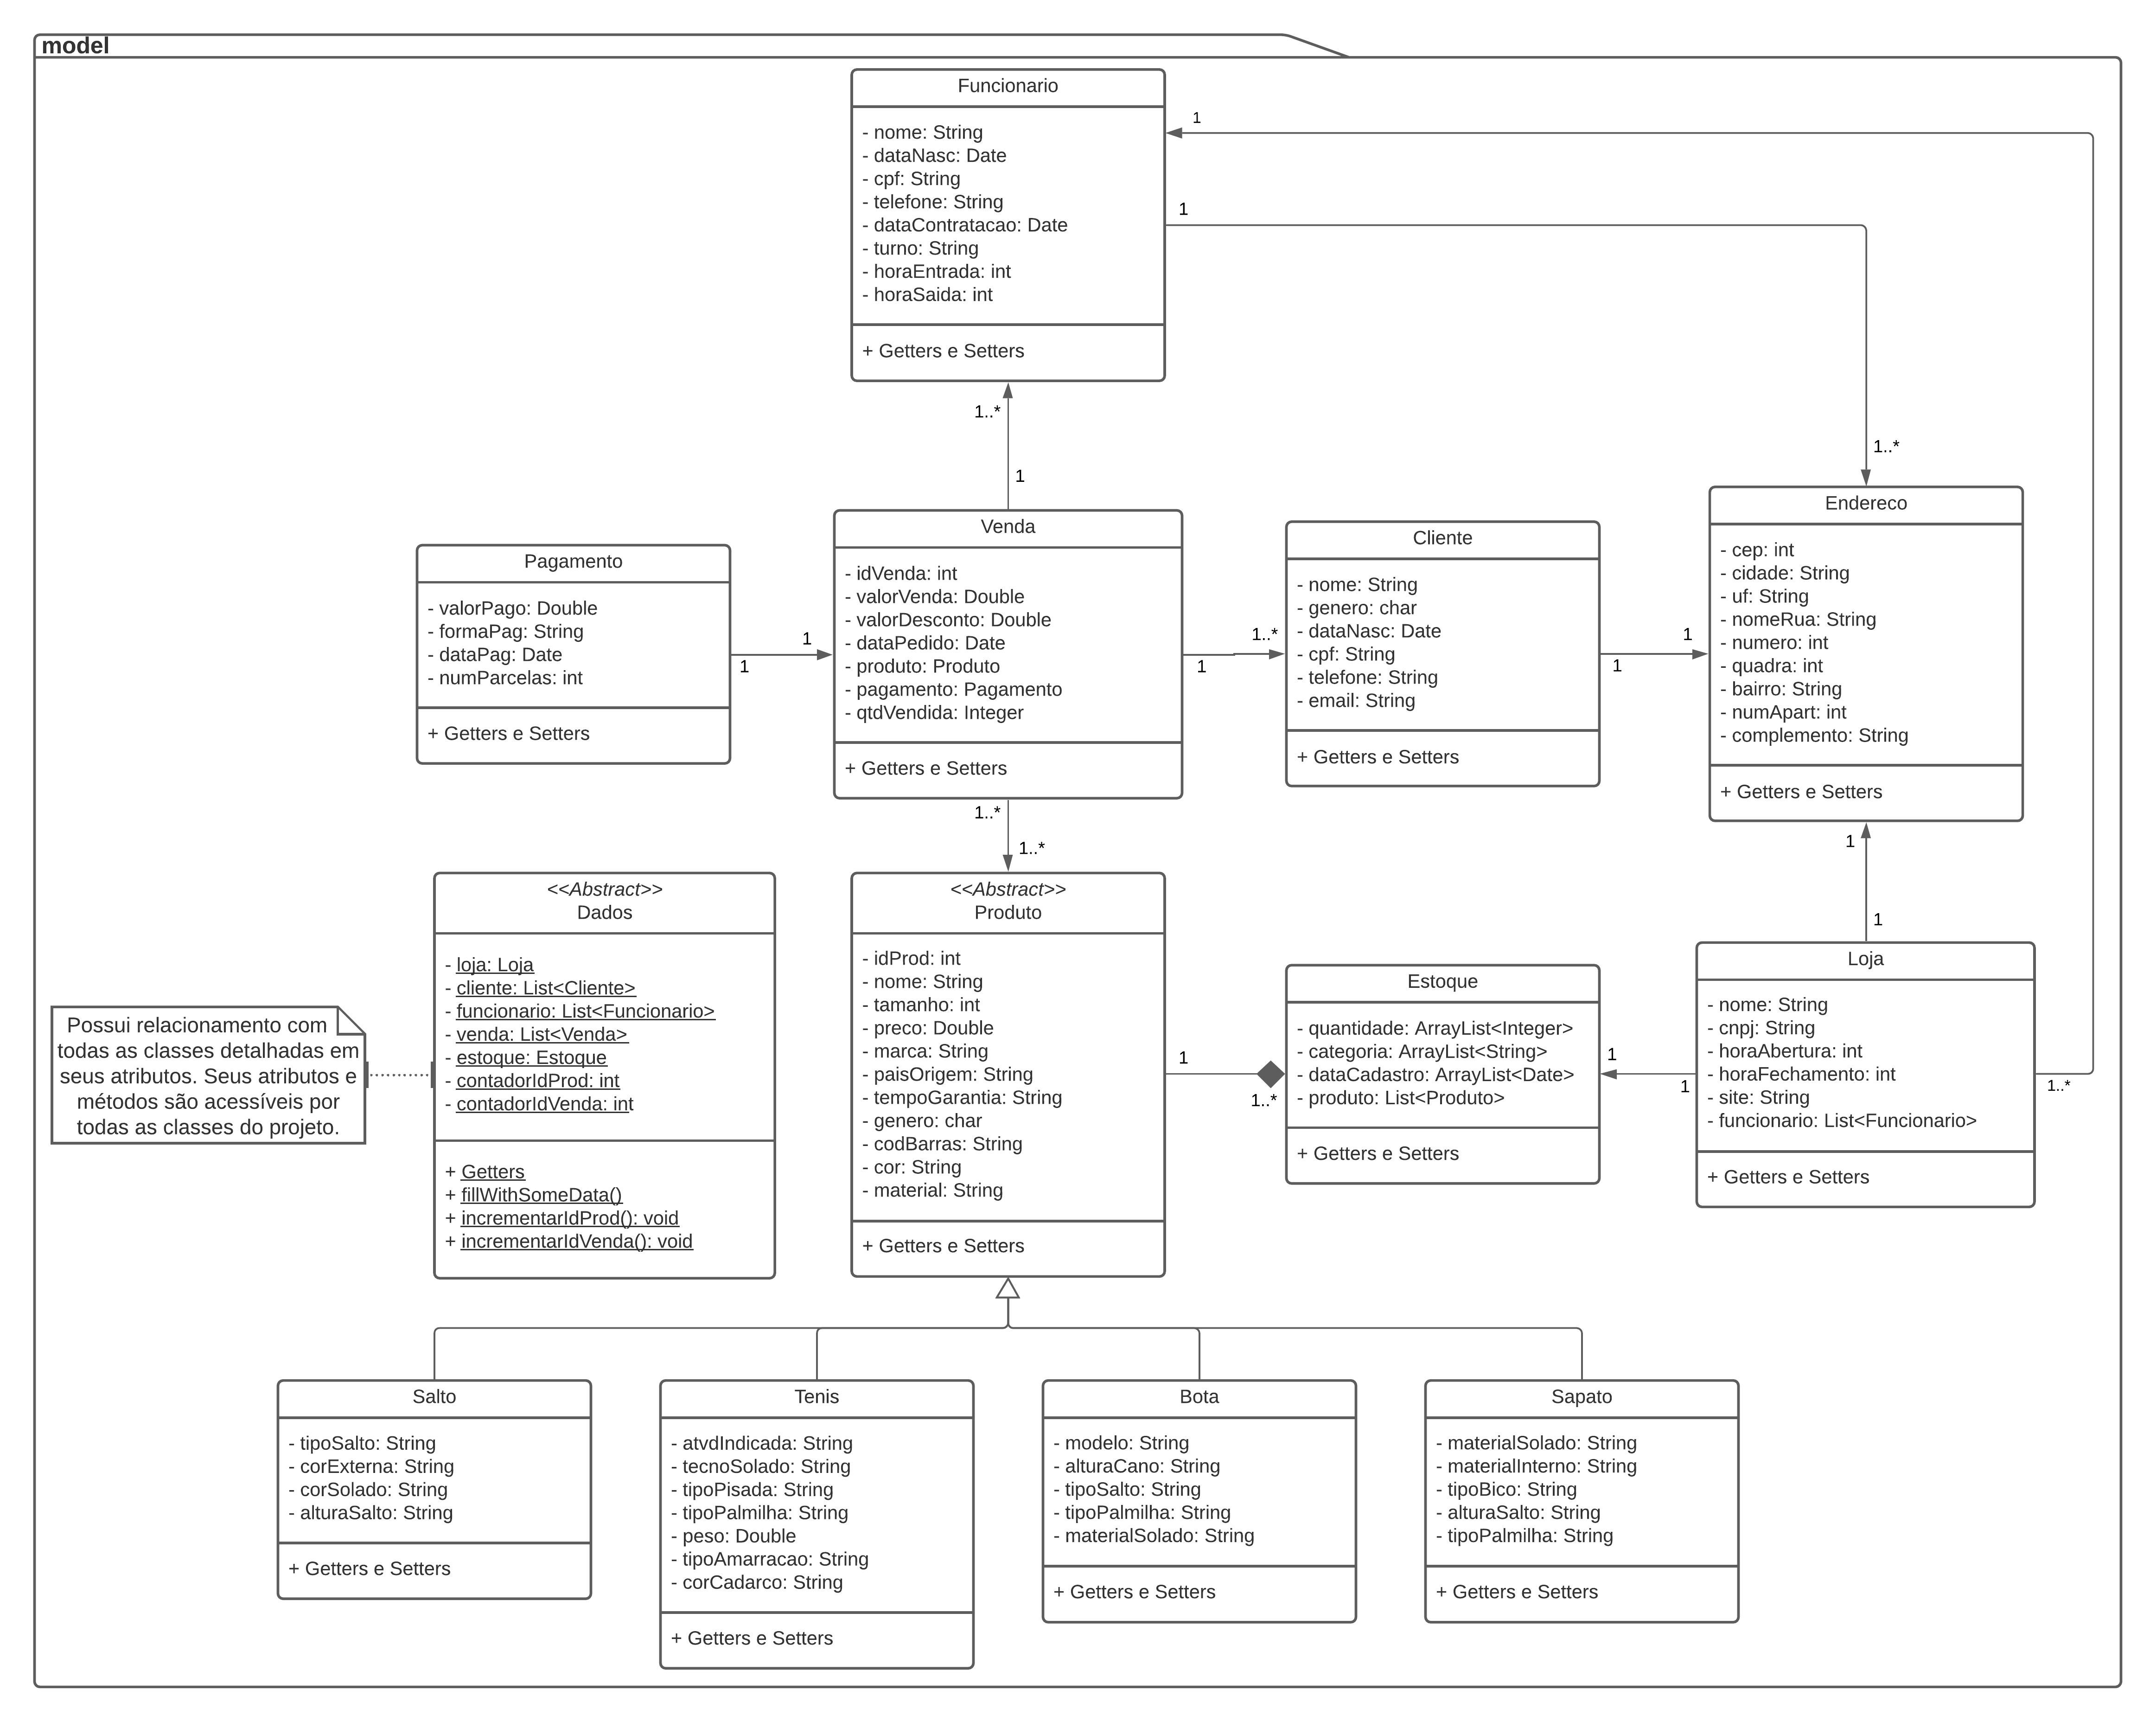 model
Funcionario
- nome: String
- dataNasc: Date
- cpf: String
- telefone: String
- dataContratacao: Date
- turno: String
- horaEntrada: int
- horaSaida: int
+ Getters e Setters
1
1
1..*
1..*
1
Pagamento
- valorPago: Double
- formaPag: String
- dataPag: Date
- numParcelas: int
+ Getters e Setters
1
1
Venda
- idVenda: int
- valorVenda: Double
- valorDesconto: Double
- dataPedido: Date
- produto: Produto
- pagamento: Pagamento
- qtdVendida: Integer
+ Getters e Setters
1
1..*
Cliente
- nome: String
- genero: char
- dataNasc: Date
- cpf: String
- telefone: String
- email: String
+ Getters e Setters
1
1
Endereco
- cep: int
- cidade: String
- uf: String
- nomeRua: String
- numero: int
- quadra: int
- bairro: String
- numApart: int
- complemento: String
+ Getters e Setters
1..*
1..*
1
1
Possui relacionamento com
todas as classes detalhadas em
seus atributos. Seus atributos e
métodos são acessíveis por
todas as classes do projeto.
<<Abstract>>
Dados
- loja: Loja
- cliente: List<Cliente>
- funcionario: List<Funcionario>
- venda: List<Venda>
- estoque: Estoque
- contadorIdProd: int
- contadorIdVenda: int
+ Getters
+ fillWithSomeData()
+ incrementarIdProd(): void
+ incrementarIdVenda(): void
<<Abstract>>
Produto
- idProd: int
- nome: String
- tamanho: int
- preco: Double
- marca: String
- paisOrigem: String
- tempoGarantia: String
- genero: char
- codBarras: String
- cor: String
- material: String
+ Getters e Setters
1
1..*
Estoque
- quantidade: ArrayList<Integer>
- categoria: ArrayList<String>
- dataCadastro: ArrayList<Date>
- produto: List<Produto>
+ Getters e Setters
1
1
Loja
- nome: String
- cnpj: String
- horaAbertura: int
- horaFechamento: int
- site: String
- funcionario: List<Funcionario>
+ Getters e Setters
1..*
Salto
- tipoSalto: String
- corExterna: String
- corSolado: String
- alturaSalto: String
+ Getters e Setters
Tenis
- atvdIndicada: String
- tecnoSolado: String
- tipoPisada: String
- tipoPalmilha: String
- peso: Double
- tipoAmarracao: String
- corCadarco: String
+ Getters e Setters
Bota
- modelo: String
- alturaCano: String
- tipoSalto: String
- tipoPalmilha: String
- materialSolado: String
+ Getters e Setters
Sapato
- materialSolado: String
- materialInterno: String
- tipoBico: String
- alturaSalto: String
- tipoPalmilha: String
+ Getters e Setters